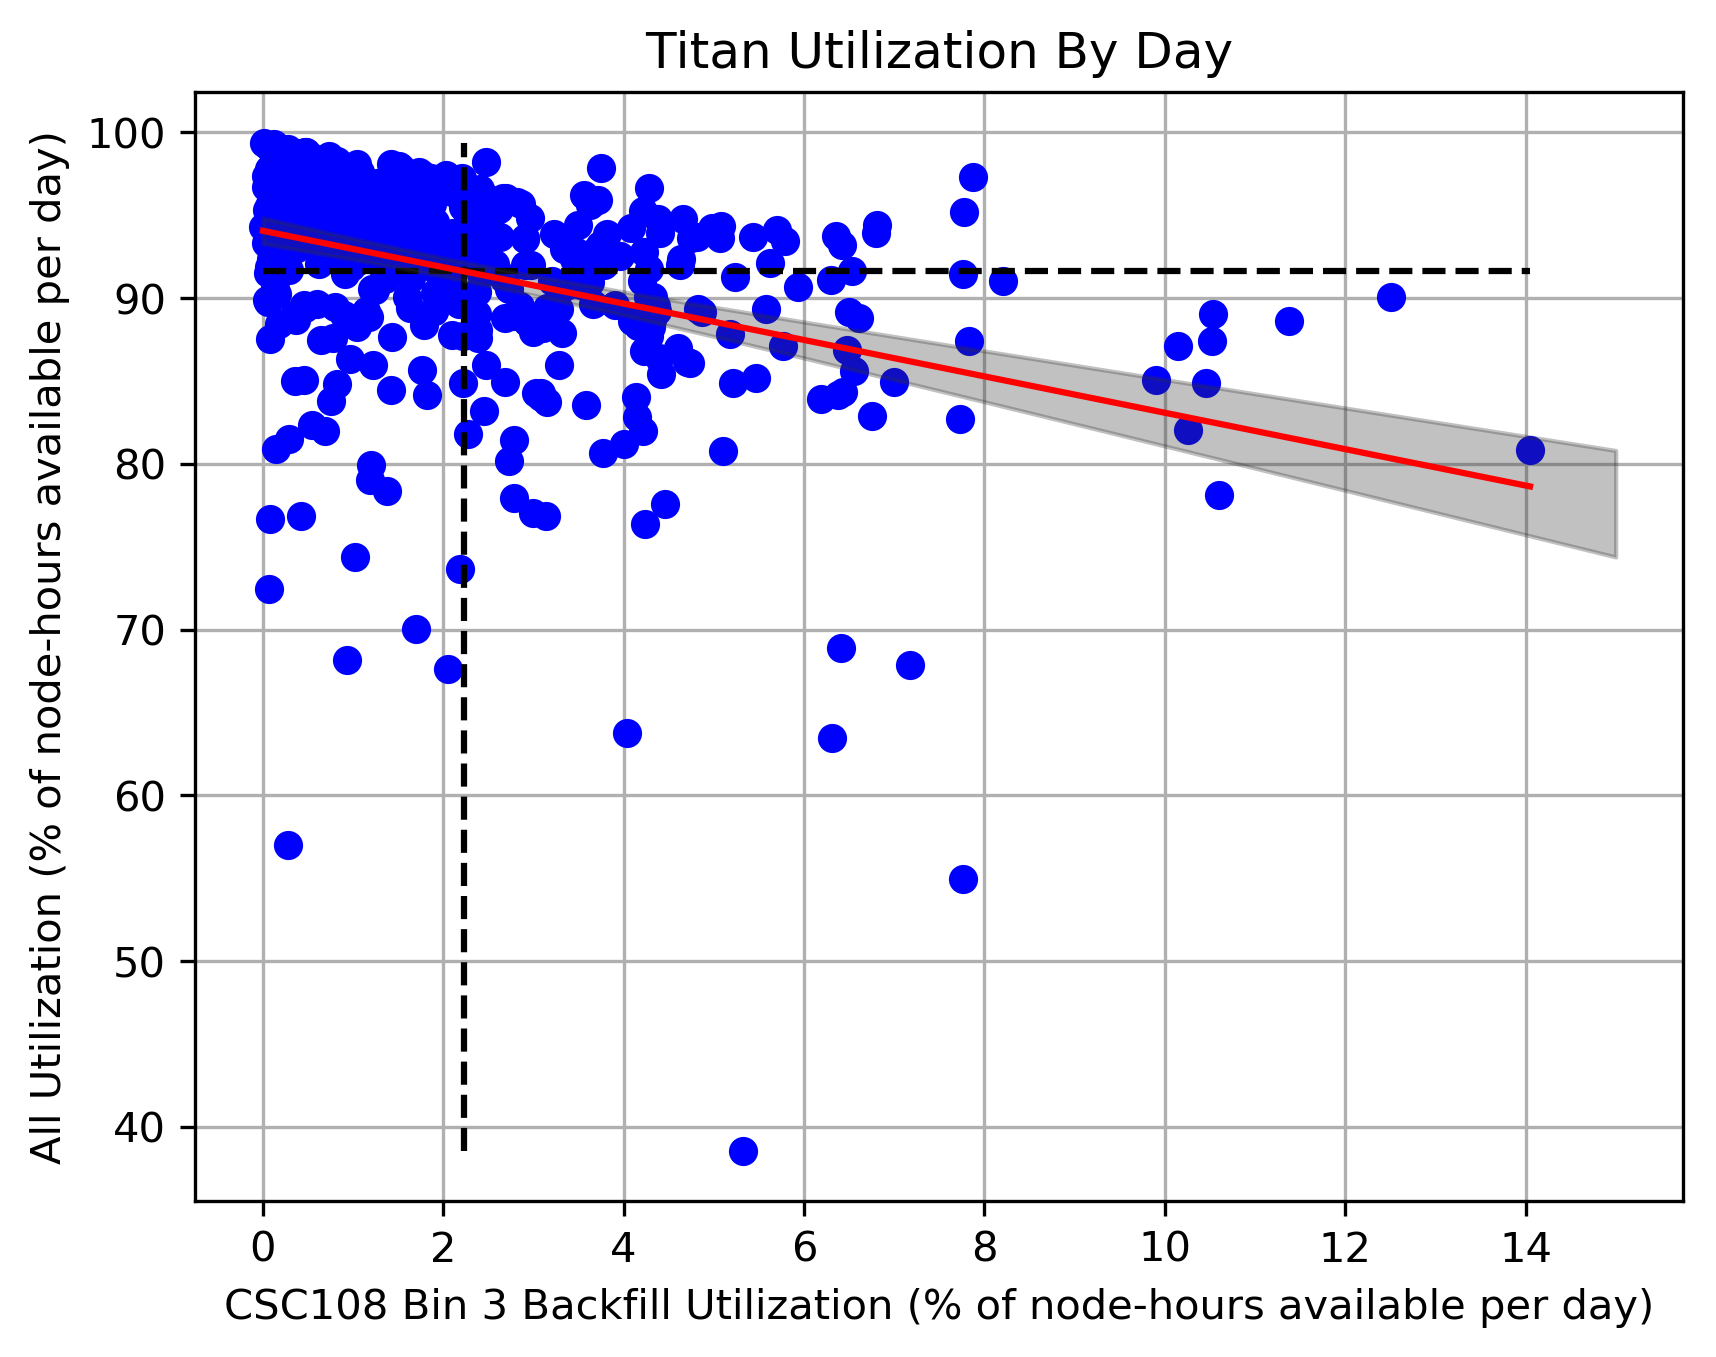 Titan Utilization By Day
All Utilization (% of node-hours available per day)
100
90
80
70
60
50
40
0 2 4 6 8 10 12 14
CSC108 Bin 3 Backfill Utilization (% of node-hours available per day)